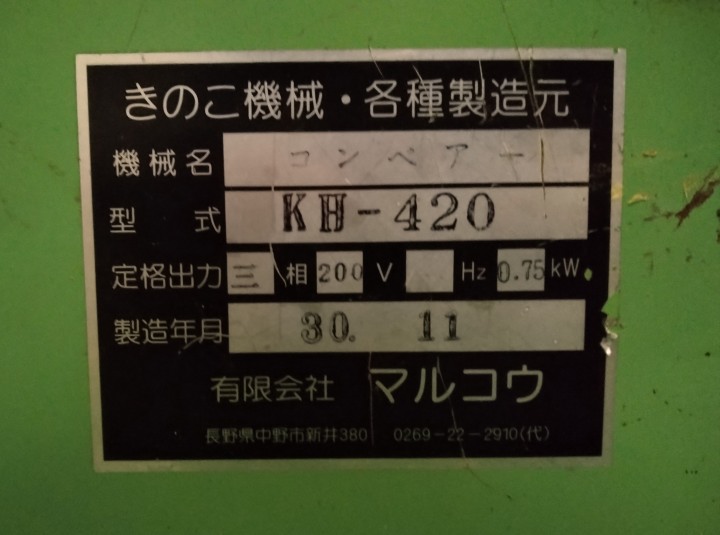 きのこ機械・各種製造元
機械名 コンベアー
型式 KH-420
定格出力 三相 200 V Hz 0.75 kW
製造年月 30. 11
有限会社 マルコウ
長野県中野市新井380 0269-22-2910(代)